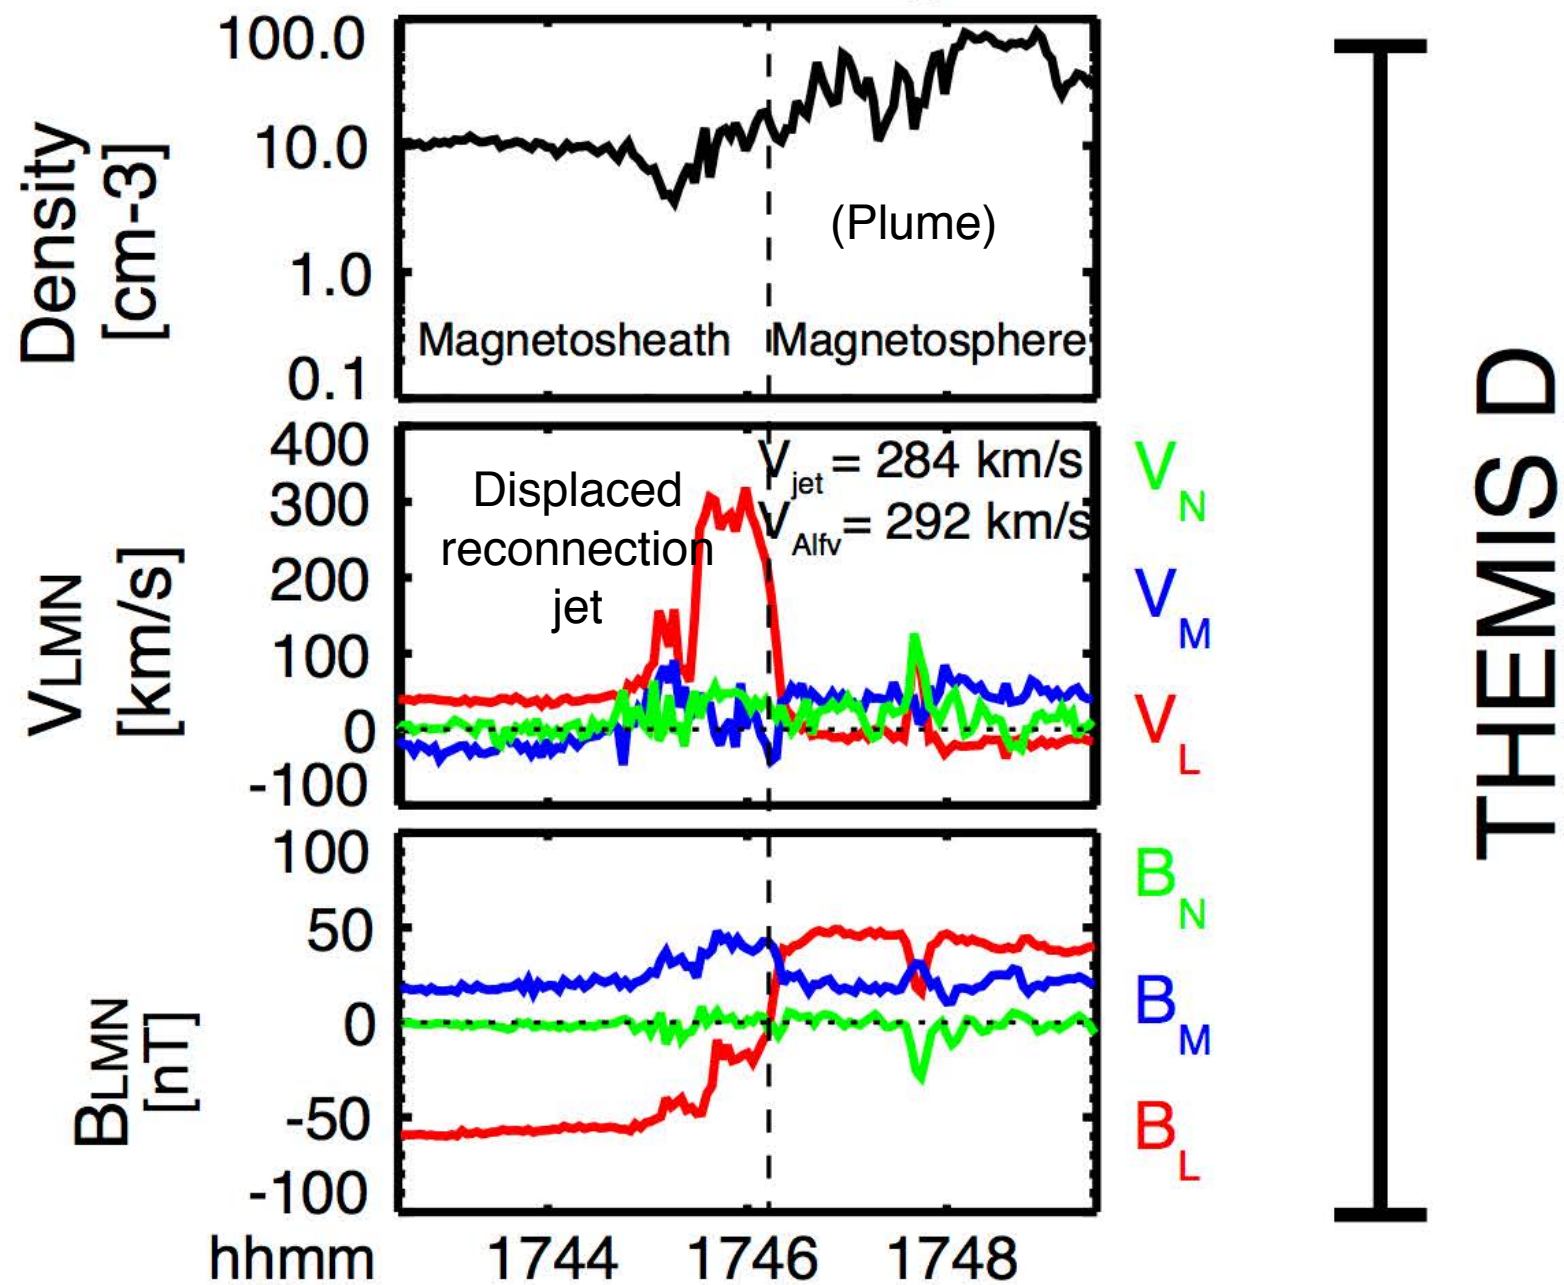 Density
[cm-3]
100.0
10.0
1.0
0.1
(Plume)
Magnetosheath
Magnetosphere
VLMN
[km/s]
400
300
200
100
0
-100
Displaced
reconnection
jet
Vjet = 284 km/s
VAlfv = 292 km/s
VN
VM
VL
BLMN
[nT]
100
50
0
-50
-100
BN
BM
BL
hhmm 1744 1746 1748
THEMIS D